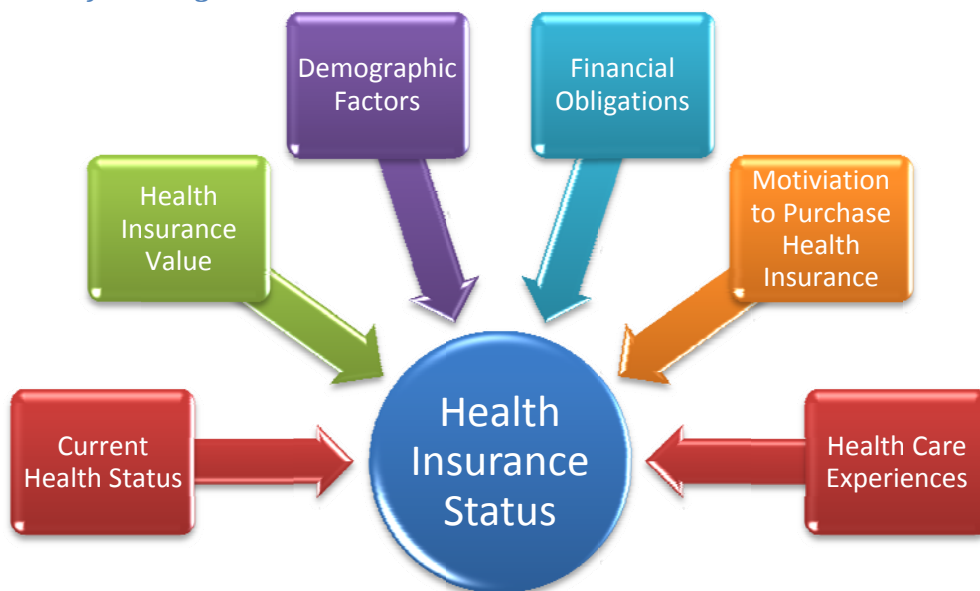 Demographic
Factors
Financial
Obligations
Health
Insurance
Value
Motiviation
to Purchase
Health
Insurance
Current
Health Status
Health
Insurance
Status
Health Care
Experiences